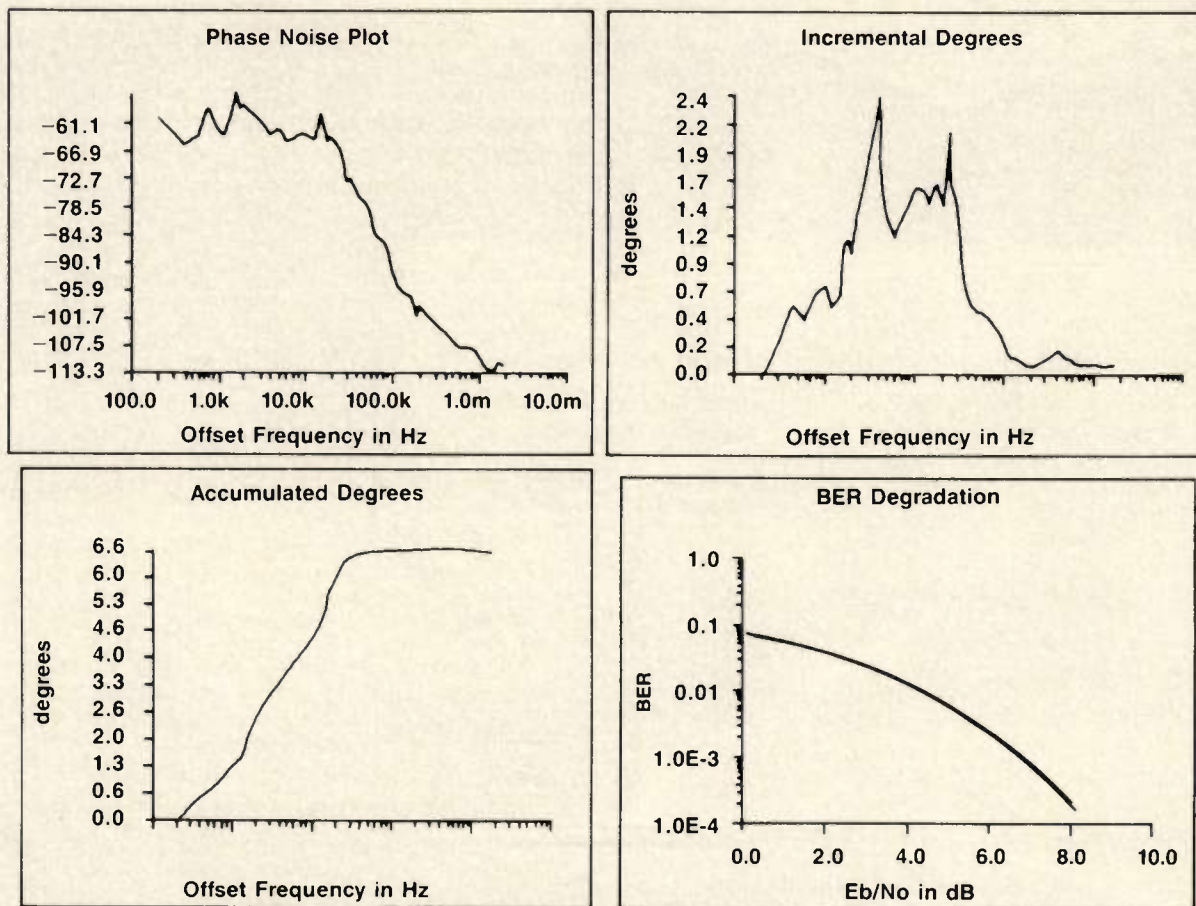 Phase Noise Plot
−61.1
−66.9
−72.7
−78.5
−84.3
−90.1
−95.9
−101.7
−107.5
−113.3
100.0 1.0k 10.0k 100.0k 1.0m 10.0m
Offset Frequency in Hz
Incremental Degrees
degrees
2.4
2.2
1.9
1.7
1.4
1.2
0.9
0.7
0.4
0.2
0.0
Offset Frequency in Hz
Accumulated Degrees
degrees
6.6
6.0
5.3
4.6
4.0
3.3
2.6
2.0
1.3
0.6
0.0
Offset Frequency in Hz
BER Degradation
BER
1.0
0.1
0.01
1.0E-3
1.0E-4
0.0 2.0 4.0 6.0 8.0 10.0
Eb/No in dB